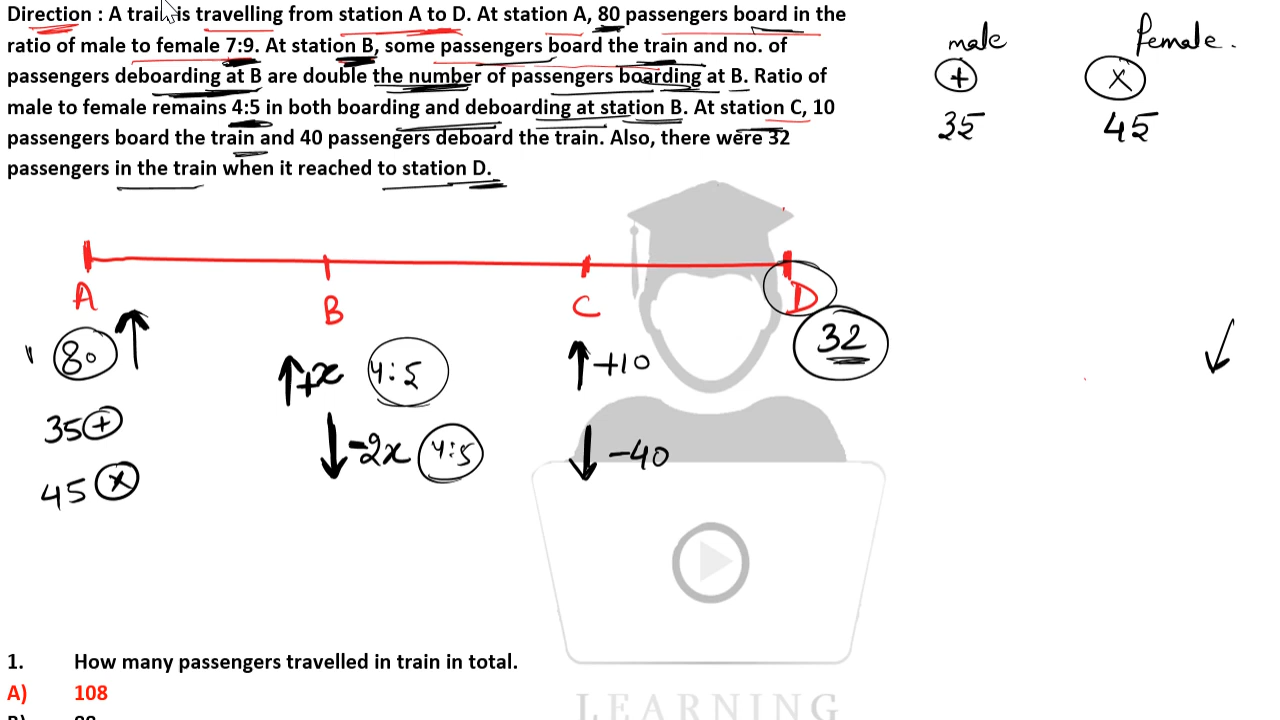 Direction : A train is travelling from station A to D. At station A, 80 passengers board in the
ratio of male to female 7:9. At station B, some passengers board the train and no. of
passengers deboarding at B are double the number of passengers boarding at B. Ratio of
male to female remains 4:5 in both boarding and deboarding at station B. At station C, 10
passengers board the train and 40 passengers deboard the train. Also, there were 32
passengers in the train when it reached to station D.
male female.
+ x
35 45
A B C D
80 +x 4:5 +10 32
35 + -2x 4:5 -40
45 x
1. How many passengers travelled in train in total.
A) 108
LEARNING